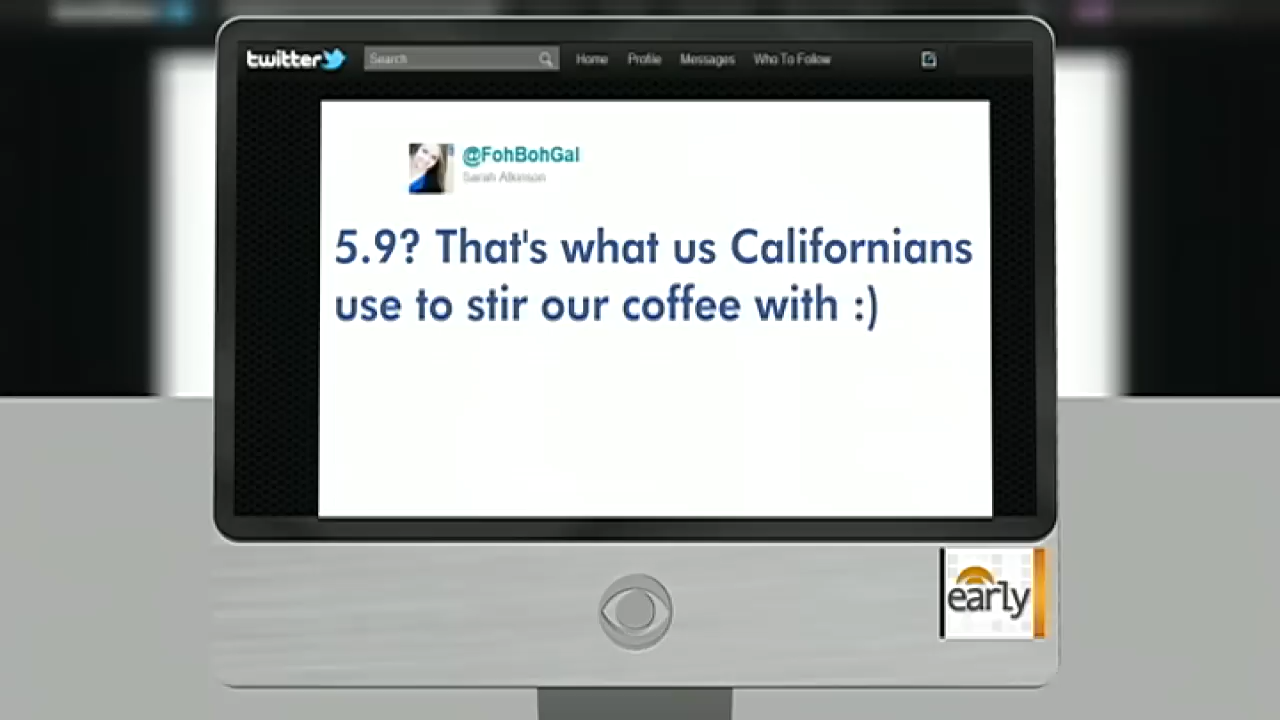 twitter
Search
Home Profile Messages Who To Follow
@FohBohGal
Sarah Atkinson
5.9? That's what us Californians
use to stir our coffee with :)
early